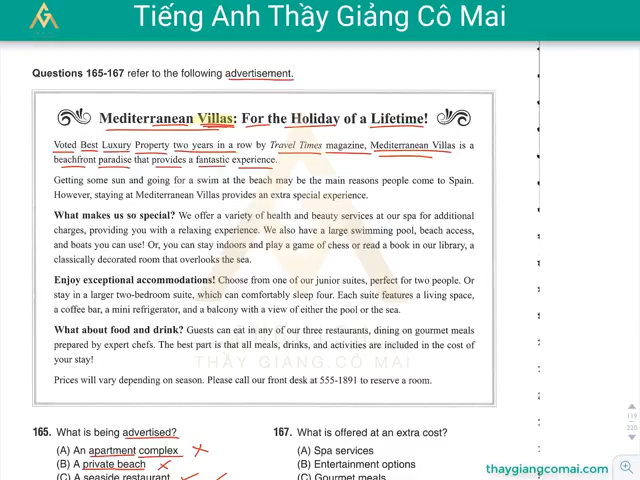 Tiếng Anh Thầy Giảng Cô Mai
Questions 165-167 refer to the following advertisement.
Mediterranean Villas: For the Holiday of a Lifetime!
Voted Best Luxury Property two years in a row by Travel Times magazine, Mediterranean Villas is a
beachfront paradise that provides a fantastic experience.
Getting some sun and going for a swim at the beach may be the main reasons people come to Spain.
However, staying at Mediterranean Villas provides an extra special experience.
What makes us so special? We offer a variety of health and beauty services at our spa for additional
charges, providing you with a relaxing experience. We also have a large swimming pool, beach access,
and boats you can use! Or, you can stay indoors and play a game of chess or read a book in our library, a
classically decorated room that overlooks the sea.
Enjoy exceptional accommodations! Choose from one of our junior suites, perfect for two people. Or
stay in a larger two-bedroom suite, which can comfortably sleep four. Each suite features a living space,
a coffee bar, a mini refrigerator, and a balcony with a view of either the pool or the sea.
What about food and drink? Guests can eat in any of our three restaurants, dining on gourmet meals
prepared by expert chefs. The best part is that all meals, drinks, and activities are included in the cost of
your stay!
THẦY GIẢNG.CÔ MAI
Prices will vary depending on season. Please call our front desk at 555-1891 to reserve a room.
165. What is being advertised?
(A) An apartment complex
(B) A private beach
(C) A seaside restaurant
167. What is offered at an extra cost?
(A) Spa services
(B) Entertainment options
(C) Gourmet meals
119
220
thaygiangcomai.com